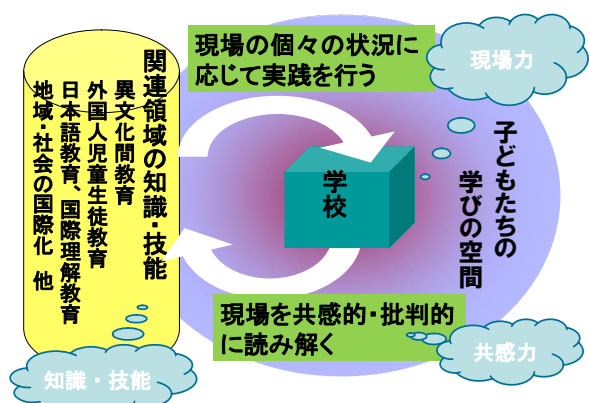 現場の個々の状況に
応じて実践を行う
現場力
関連領域の知識・技能
異文化間教育
外国人児童生徒教育
日本語教育、国際理解教育
地域・社会の国際化 他
学校
子どもたちの
学びの空間
現場を共感的・批判的
に読み解く
共感力
知識・技能